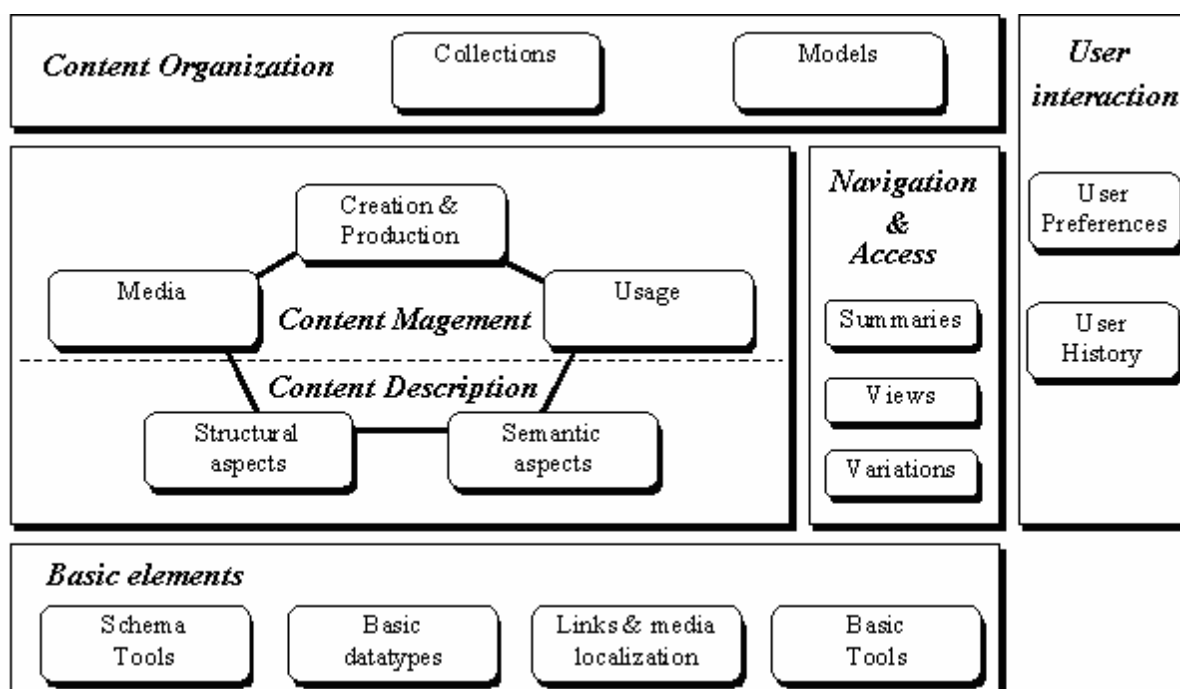 Content Organization
Collections
Models
User
interaction
Creation &
Production
Media
Usage
Content Magement
Content Description
Structural
aspects
Semantic
aspects
Navigation
&
Access
Summaries
Views
Variations
User
Preferences
User
History
Basic elements
Schema
Tools
Basic
datatypes
Links & media
localization
Basic
Tools